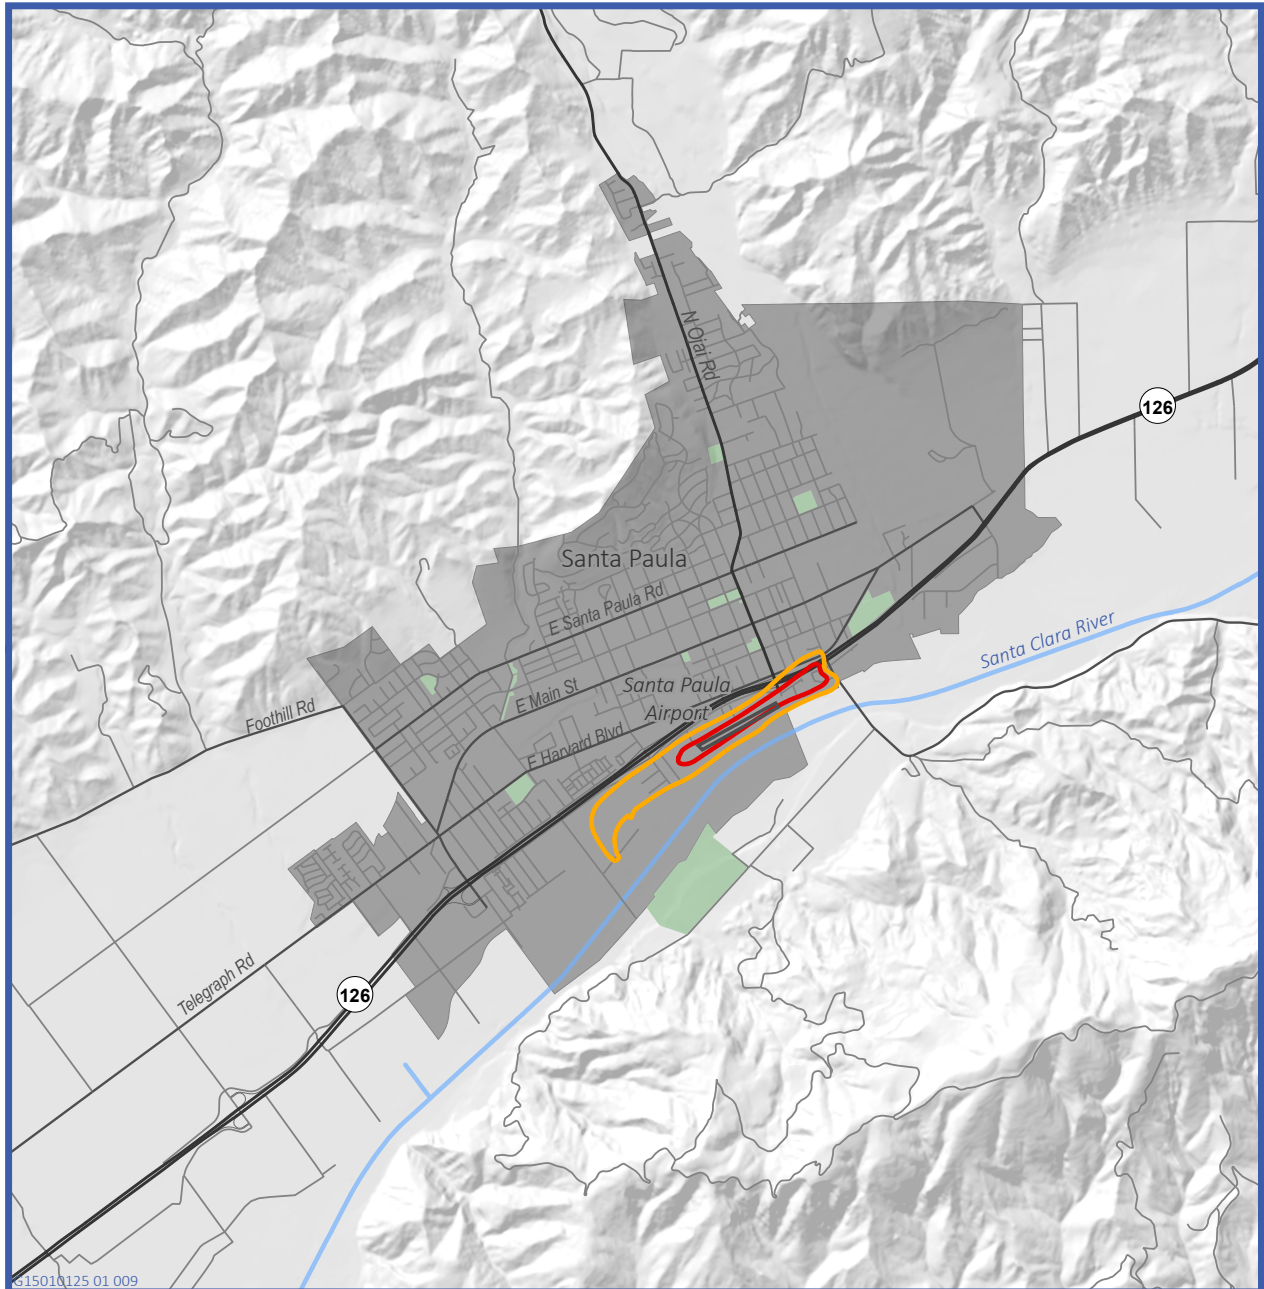 N Ojai Rd
126
Santa Paula
E Santa Paula Rd
Santa Clara River
Santa Paula
Airport
E Main St
Foothill Rd
E Harvard Blvd
Telegraph Rd
126
G15010125 01 009